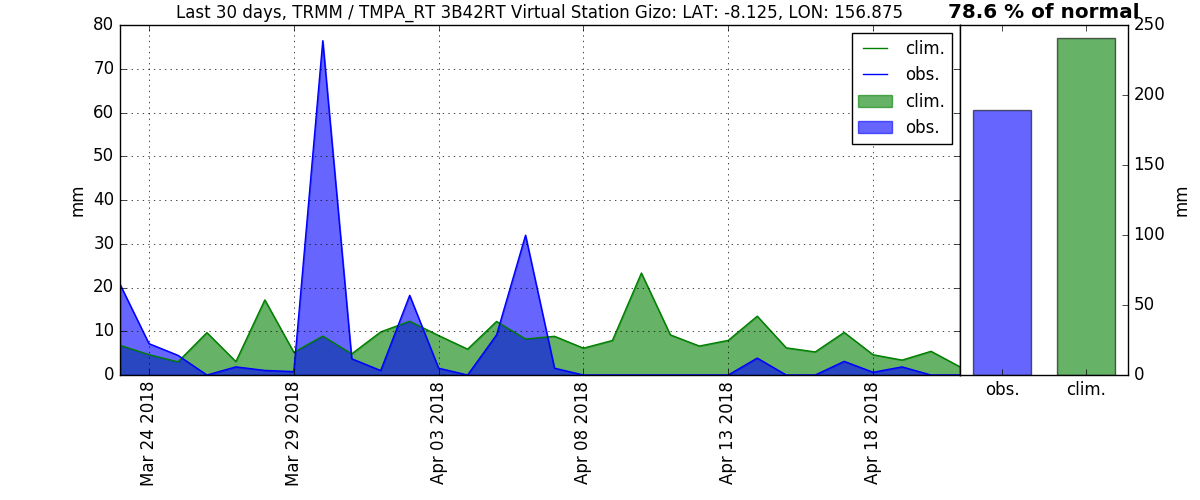 Last 30 days, TRMM / TMPA_RT 3B42RT Virtual Station Gizo: LAT: -8.125, LON: 156.875
78.6 % of normal
80
70
60
50
40
30
20
10
0
mm
clim.
obs.
clim.
obs.
Mar 24 2018
Mar 29 2018
Apr 03 2018
Apr 08 2018
Apr 13 2018
Apr 18 2018
250
200
150
100
50
0
mm
obs.
clim.